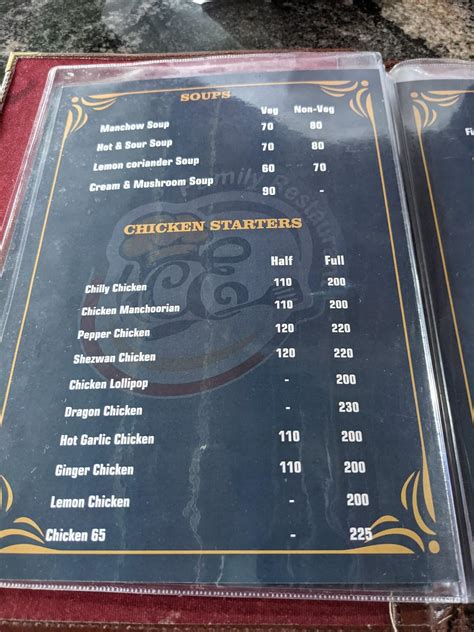 SOUPS
Veg Non-Veg
Manchow Soup 70 80
Hot & Sour Soup 70 80
Lemon coriander Soup 60 70
Cream & Mushroom Soup 90 -
CHICKEN STARTERS
Half Full
Chilly Chicken 110 200
Chicken Manchoorian 110 200
Pepper Chicken 120 220
Shezwan Chicken 120 220
Chicken Lollipop - 200
Dragon Chicken - 230
Hot Garlic Chicken 110 200
Ginger Chicken 110 200
Lemon Chicken - 200
Chicken 65 - 225